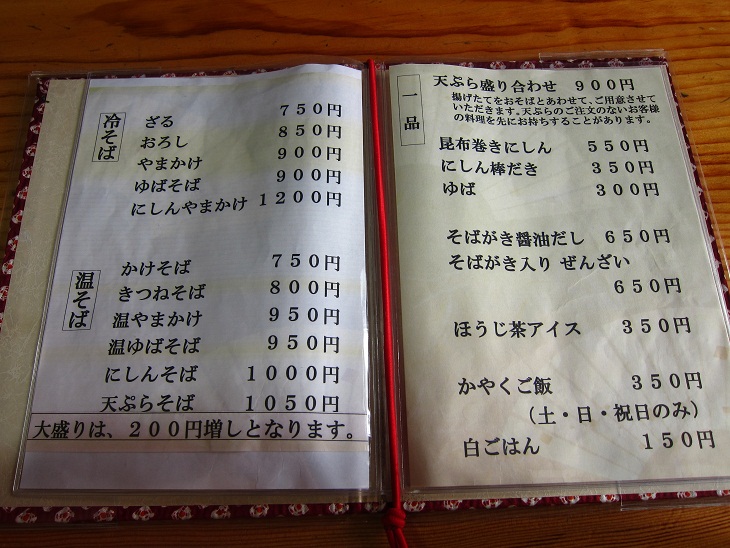 冷そば
ざる 750円
おろし 850円
やまかけ 900円
ゆばそば 900円
にしんやまかけ 1200円
温そば
かけそば 750円
きつねそば 800円
温やまかけ 950円
温ゆばそば 950円
にしんそば 1000円
天ぷらそば 1050円
大盛りは、200円増しとなります。
一品
天ぷら盛り合わせ 900円
揚げたてをおそばとあわせて、ご用意させて
いただきます。天ぷらのご注文のないお客様
の料理を先にお持ちすることがあります。
昆布巻きにしん 550円
にしん棒だき 350円
ゆば 300円
そばがき醤油だし 650円
そばがき入り ぜんざい
650円
ほうじ茶アイス 350円
かやくご飯 350円
(土・日・祝日のみ)
白ごはん 150円